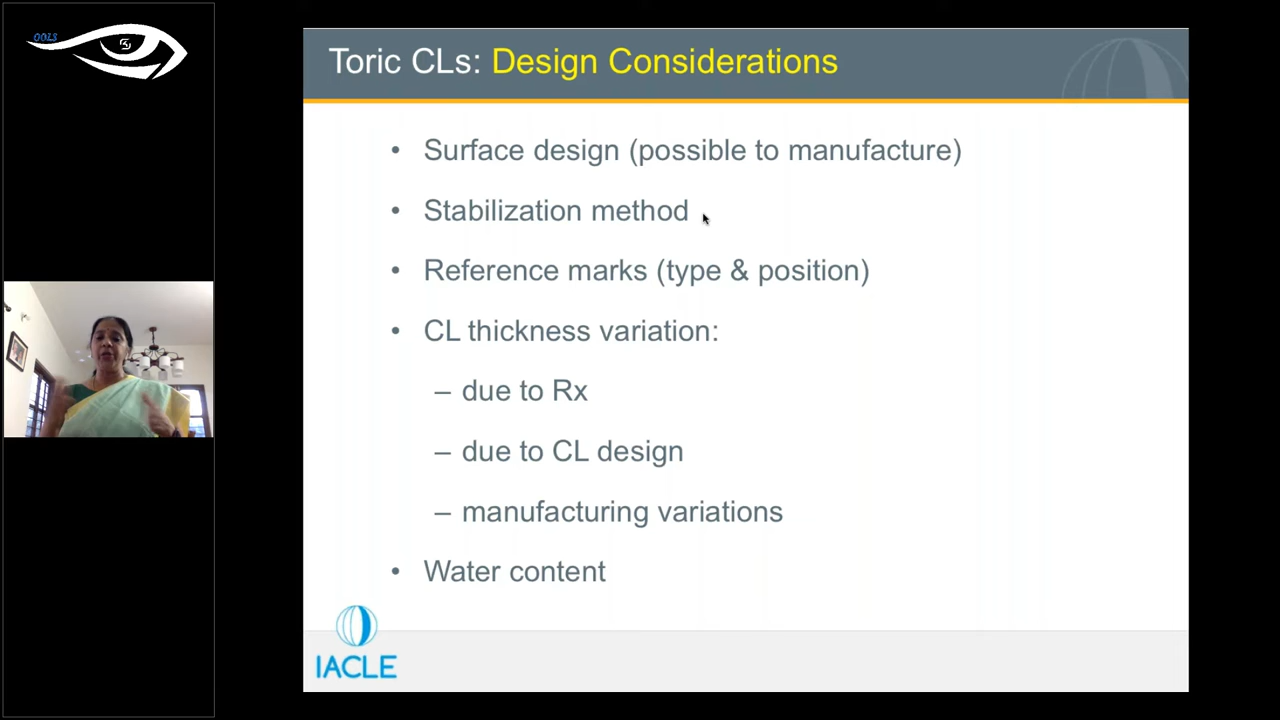 OOLS
Toric CLs: Design Considerations
• Surface design (possible to manufacture)
• Stabilization method
• Reference marks (type & position)
• CL thickness variation:
– due to Rx
– due to CL design
– manufacturing variations
• Water content
IACLE